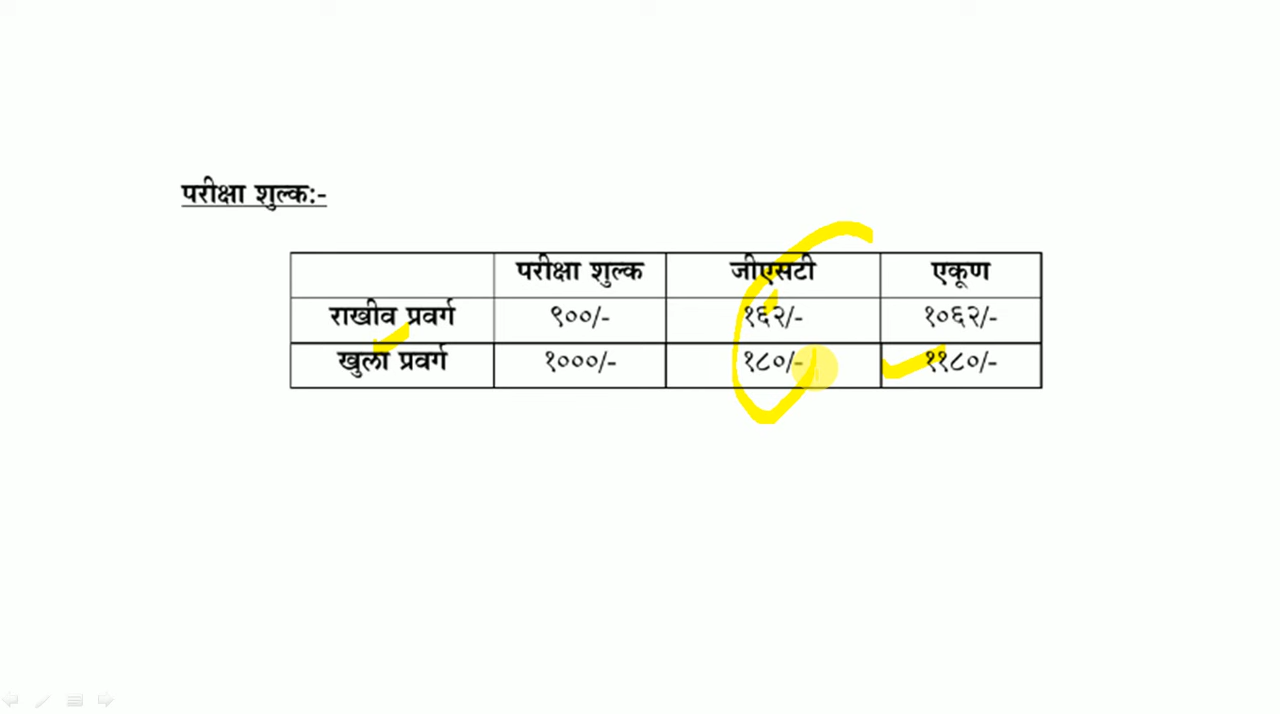 परीक्षा शुल्क:-
परीक्षा शुल्क जीएसटी एकूण
राखीव प्रवर्ग ९००/- १६२/- १०६२/-
खुला प्रवर्ग १०००/- १८०/- ११८०/-